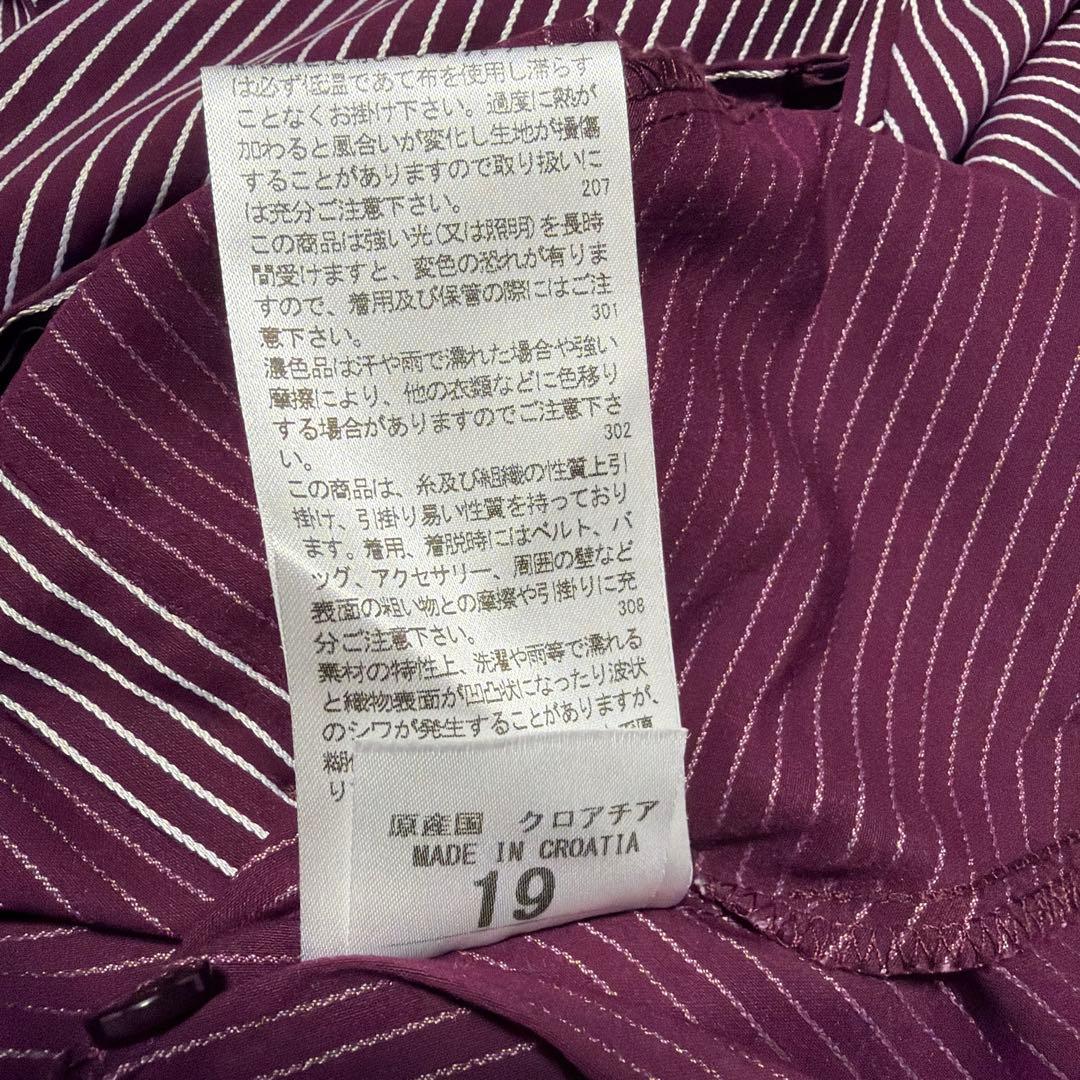 は必ず低温であて布を使用し滞らす
ことなくお掛け下さい。過度に熱が
加わると風合いが変化し生地が損傷
することがありますので取り扱いに
は充分ご注意下さい。 207
この商品は強い光(又は照明)を長時
間受けますと、変色の恐れが有りま
すので、着用及び保管の際にはご注
意下さい。 301
濃色品は汗や雨で濡れた場合や強い
摩擦により、他の衣類などに色移り
する場合がありますのでご注意下さ
い。 302
この商品は、糸及び組織の性質上引
掛け、引掛り易い性質を持っており
ます。着用、着脱時にはベルト、バ
ッグ、アクセサリー、周囲の壁など
表面の粗い物との摩擦や引掛りに充
分ご注意下さい。 308
素材の特性上、洗濯や雨等で濡れる
と織物表面が凹凸状になったり波状
のシワが発生することがありますが、
糊
り
原産国 クロアチア
MADE IN CROATIA
19